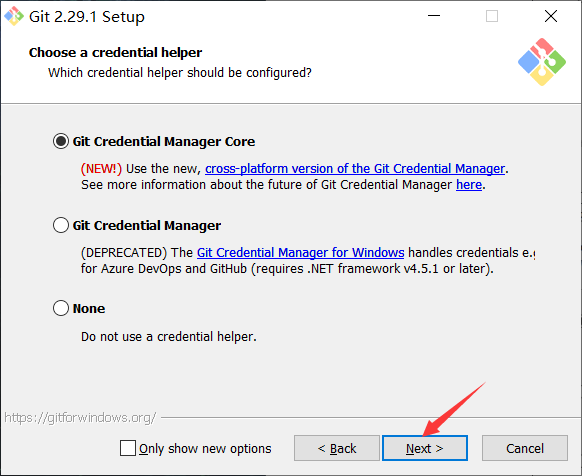 Git 2.29.1 Setup
Choose a credential helper
Which credential helper should be configured?
Git Credential Manager Core
(NEW!) Use the new, cross-platform version of the Git Credential Manager.
See more information about the future of Git Credential Manager here.
Git Credential Manager
(DEPRECATED) The Git Credential Manager for Windows handles credentials e.g
for Azure DevOps and GitHub (requires .NET framework v4.5.1 or later).
None
Do not use a credential helper.
https://gitforwindows.org/
Only show new options
< Back
Next >
Cancel